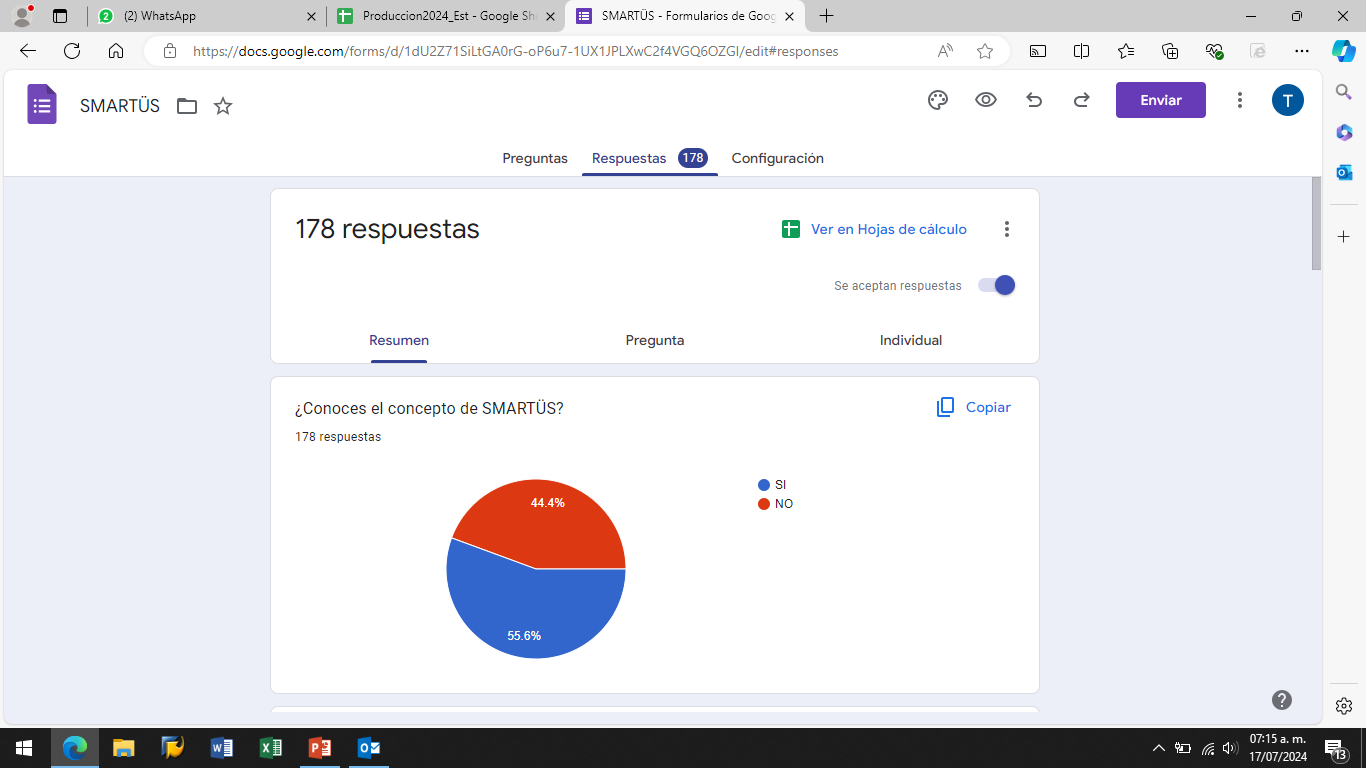 (2) WhatsApp
Produccion2024_Est - Google She
SMARTÜS - Formularios de Goog
https://docs.google.com/forms/d/1dU2Z71SiLtGA0rG-oP6u7-1UX1JPLXwC2f4VGQ6OZGI/edit#responses
SMARTÜS
Enviar
T
Preguntas
Respuestas 178
Configuración
178 respuestas
Ver en Hojas de cálculo
Se aceptan respuestas
Resumen
Pregunta
Individual
¿Conoces el concepto de SMARTÜS?
Copiar
178 respuestas
SI
NO
44.4%
55.6%
07:15 a. m.
17/07/2024
13